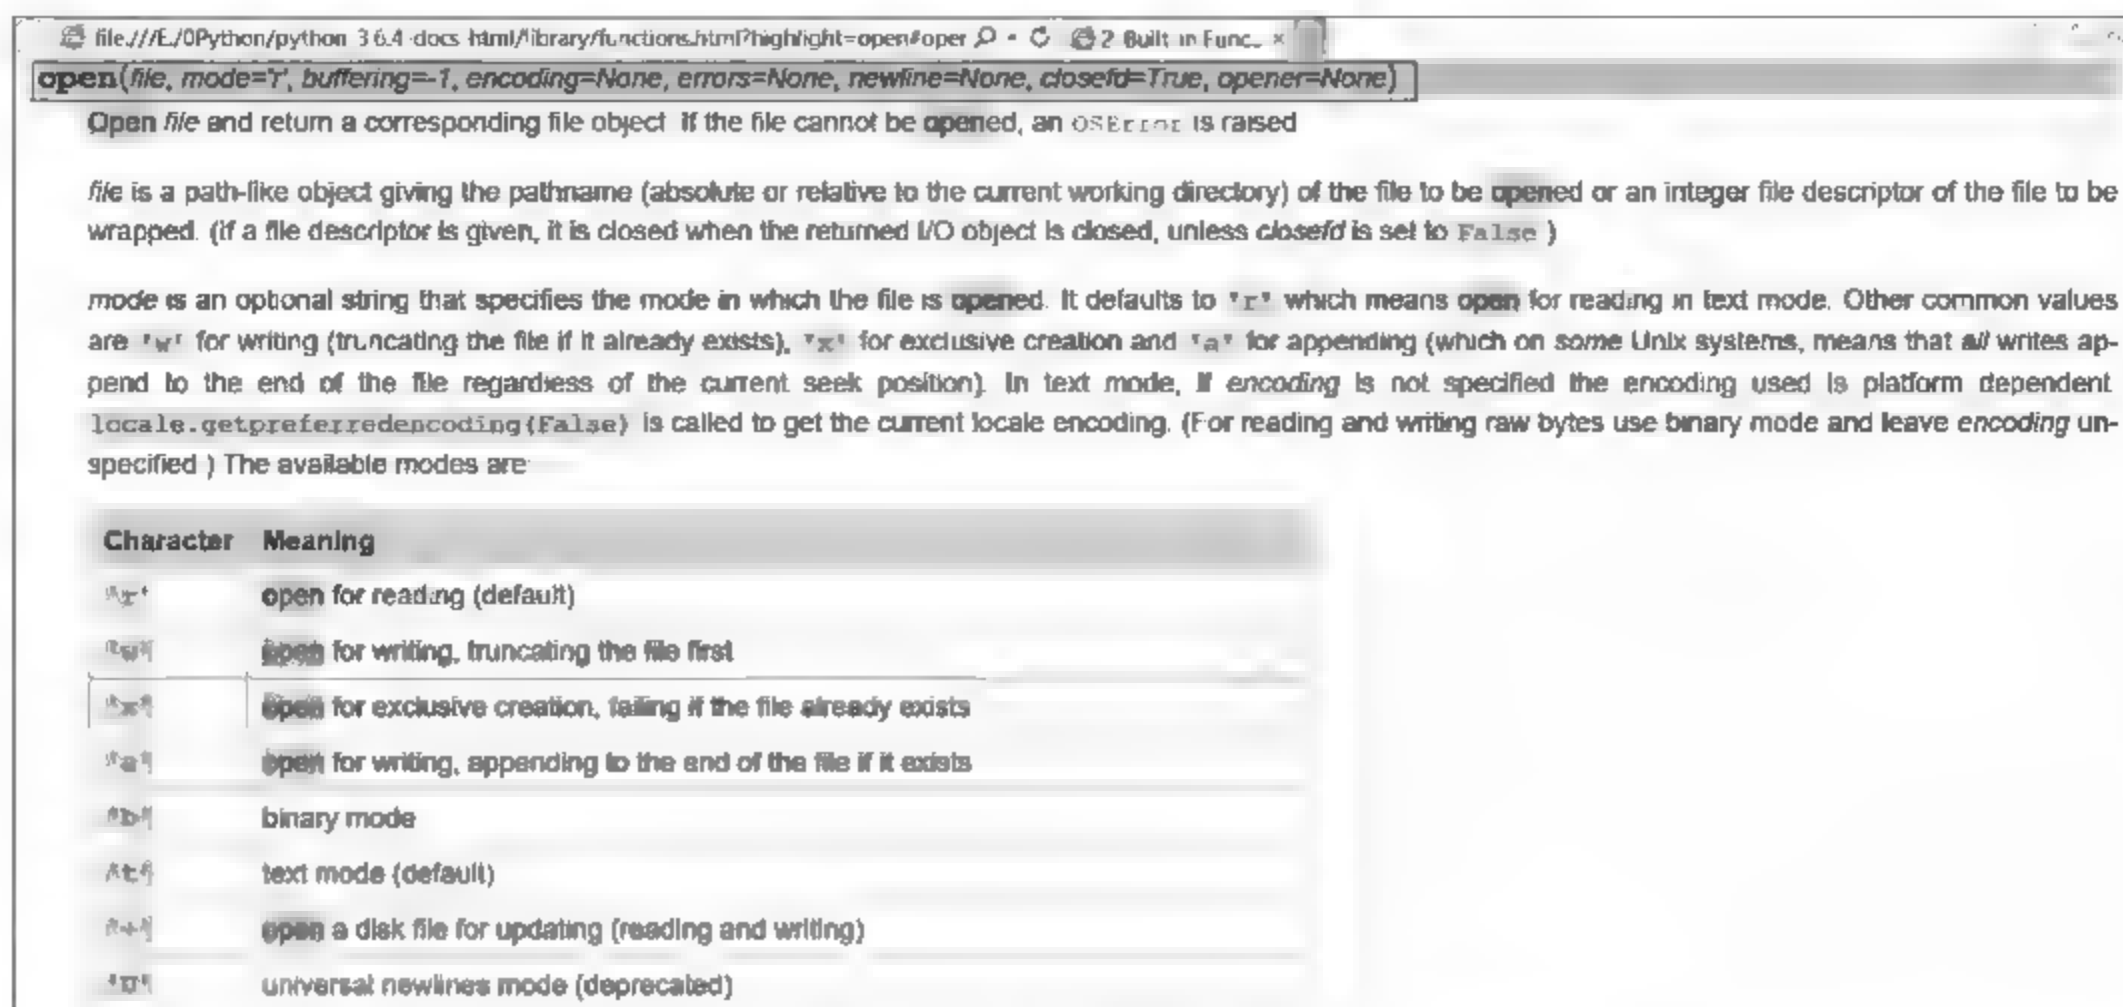 file:///E:/0Python/python 3.6.4 docs html/library/functions.html?highlight=open#oper 2 Built in Func... ×
open(file, mode='r', buffering=-1, encoding=None, errors=None, newline=None, closefd=True, opener=None)
Open file and return a corresponding file object If the file cannot be opened, an OSError is raised
file is a path-like object giving the pathname (absolute or relative to the current working directory) of the file to be opened or an integer file descriptor of the file to be
wrapped. (If a file descriptor is given, it is closed when the returned I/O object is closed, unless closefd is set to False )
mode is an optional string that specifies the mode in which the file is opened. It defaults to 'r' which means open for reading in text mode. Other common values
are 'w' for writing (truncating the file if it already exists), 'x' for exclusive creation and 'a' for appending (which on some Unix systems, means that all writes ap-
pend to the end of the file regardless of the current seek position). In text mode, if encoding is not specified the encoding used is platform dependent
locale.getpreferredencoding(False) is called to get the current locale encoding. (For reading and writing raw bytes use binary mode and leave encoding un-
specified ) The available modes are
Character Meaning
'r' open for reading (default)
'w' open for writing, truncating the file first
'x' open for exclusive creation, failing if the file already exists
'a' open for writing, appending to the end of the file if it exists
'b' binary mode
't' text mode (default)
'+' open a disk file for updating (reading and writing)
'U' universal newlines mode (deprecated)